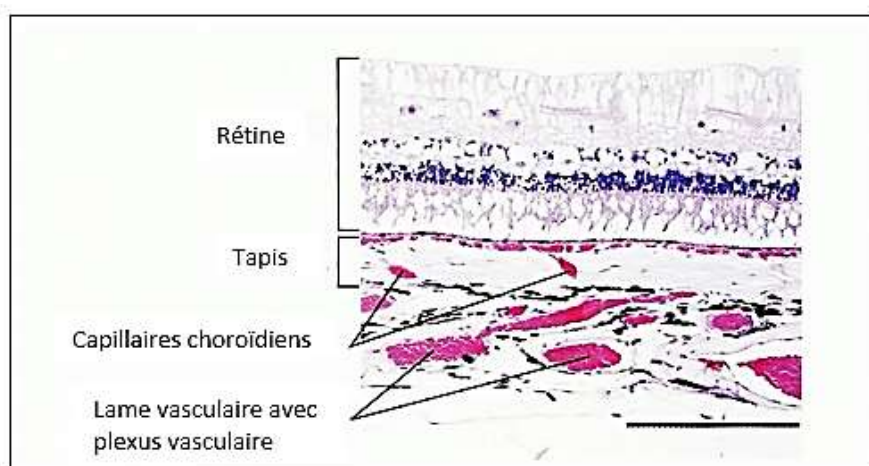 Rétine
Tapis
Capillaires choroïdiens
Lame vasculaire avec
plexus vasculaire